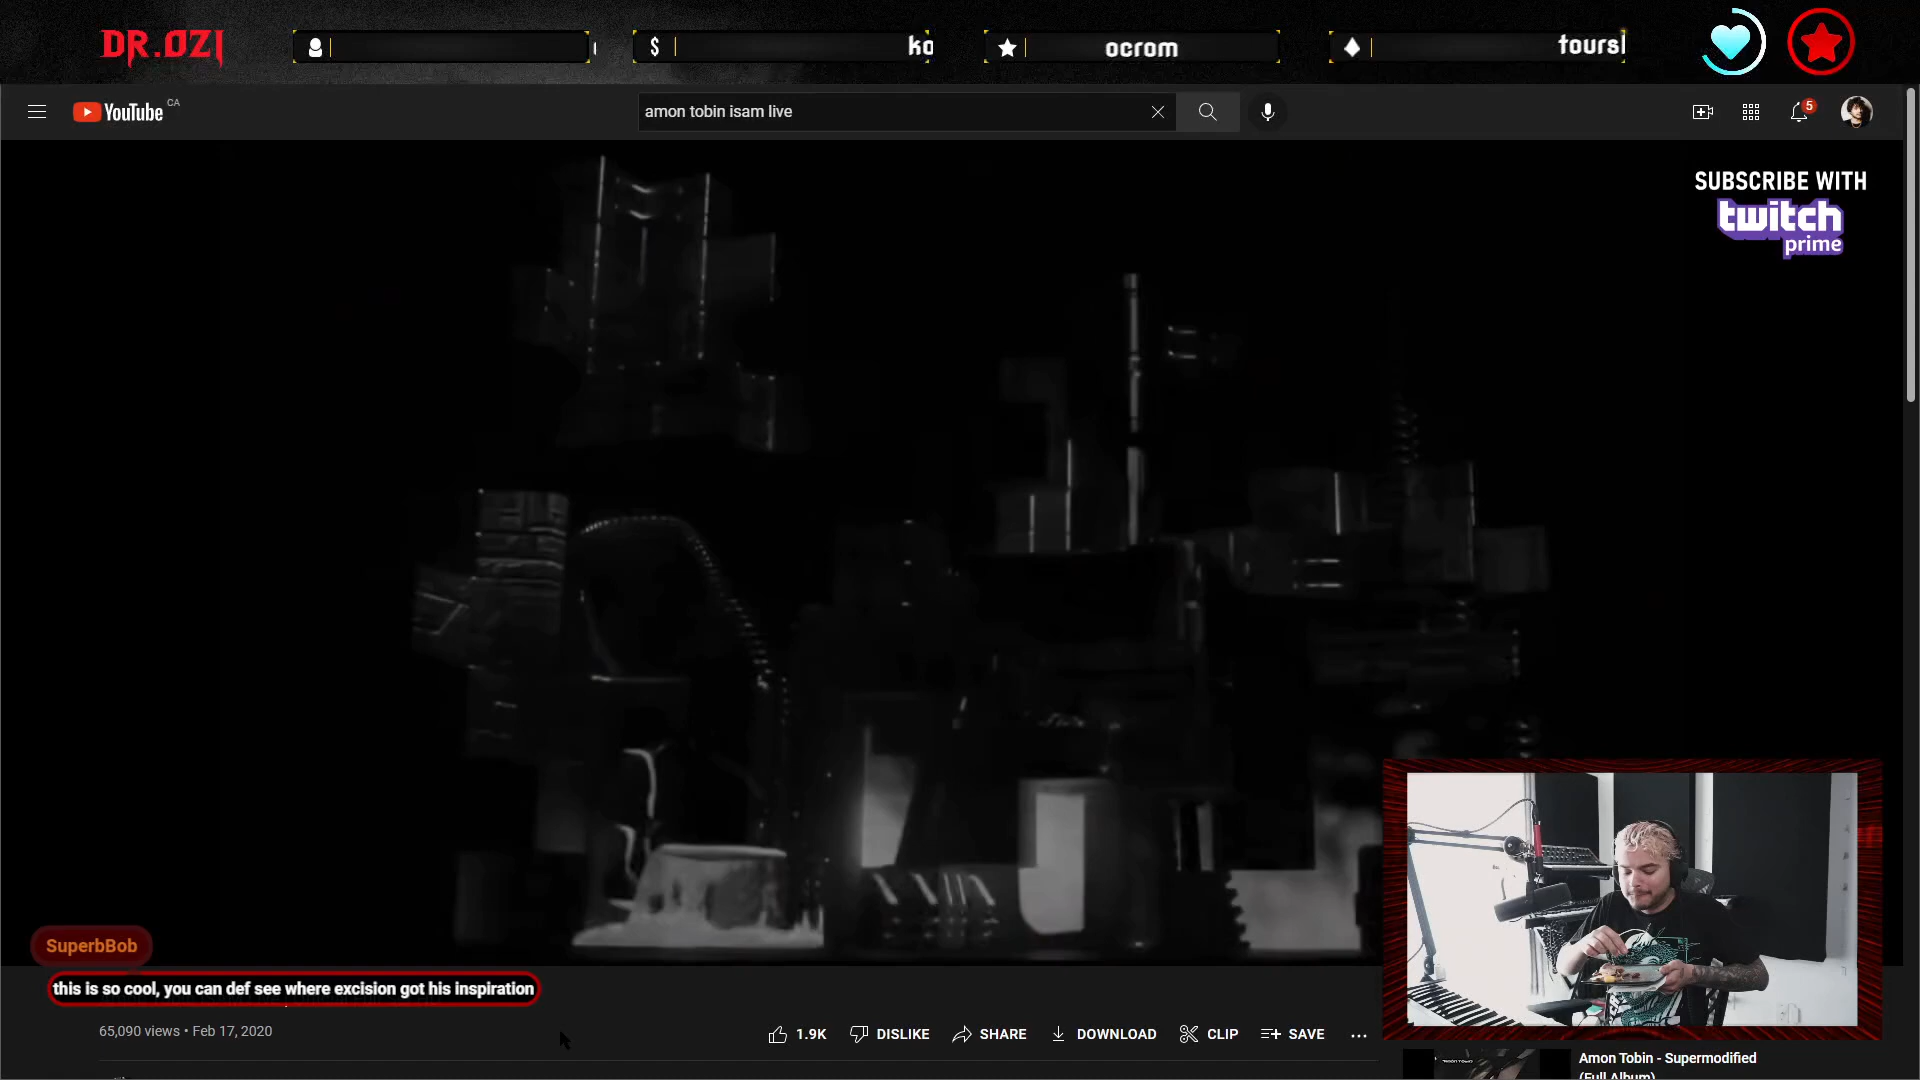 DR.OZI
$
ko
ocrom
tours
YouTube CA
amon tobin isam live
5
SUBSCRIBE WITH
twitch
prime
SuperbBob
this is so cool, you can def see where excision got his inspiration
65,090 views • Feb 17, 2020
1.9K
DISLIKE
SHARE
DOWNLOAD
CLIP
SAVE
Amon Tobin - Supermodified
(Full Album)